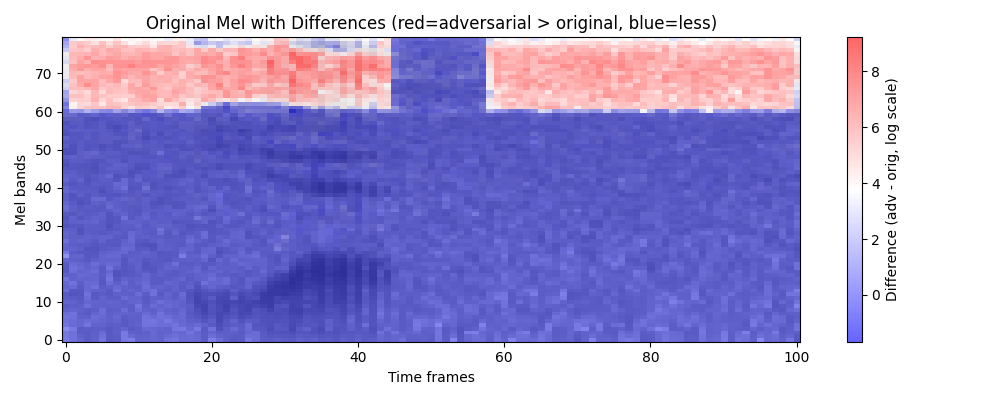 Original Mel with Differences (red=adversarial > original, blue=less)
Mel bands
70
60
50
40
30
20
10
0
0 20 40 60 80 100
Time frames
8
6
4
2
0
Difference (adv - orig, log scale)